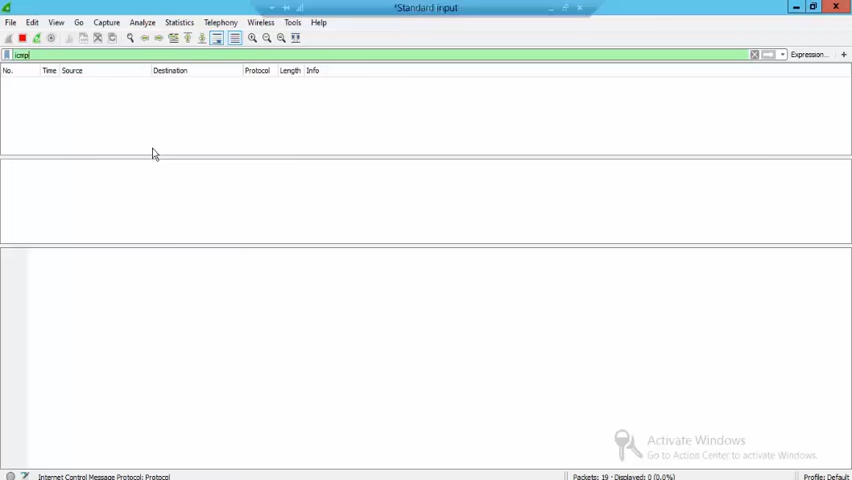 *Standard input
File Edit View Go Capture Analyze Statistics Telephony Wireless Tools Help
icmp
Expression... +
No. Time Source Destination Protocol Length Info
Activate Windows
Go to Action Center to activate Windows.
Internet Control Message Protocol: Protocol
Packets: 19 · Displayed: 0 (0.0%)
Profile: Default